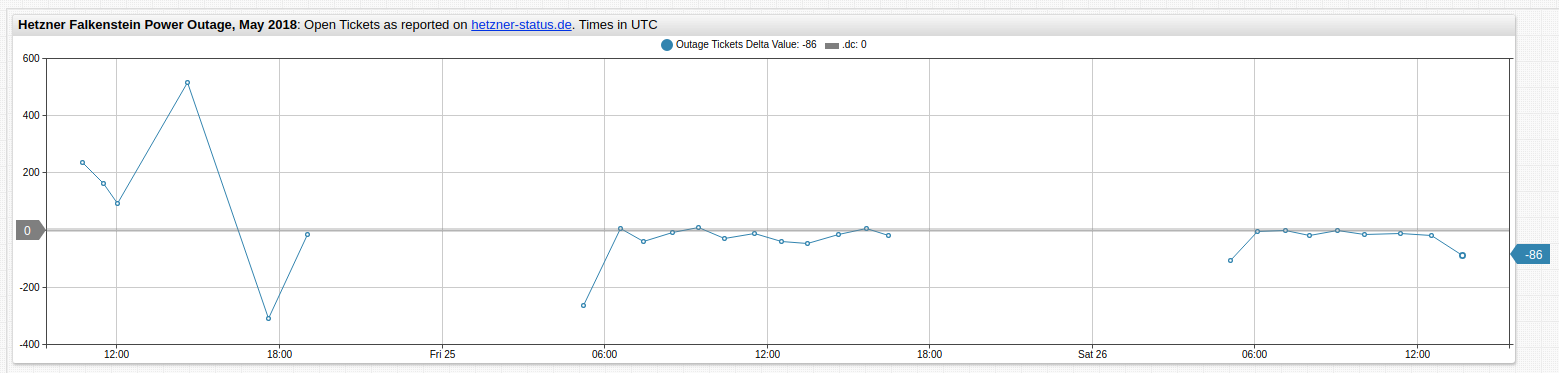 Hetzner Falkenstein Power Outage, May 2018: Open Tickets as reported on hetzner-status.de. Times in UTC
Outage Tickets Delta Value: -86 .dc: 0
600
400
200
0
-200
-400
-86
12:00 18:00 Fri 25 06:00 12:00 18:00 Sat 26 06:00 12:00